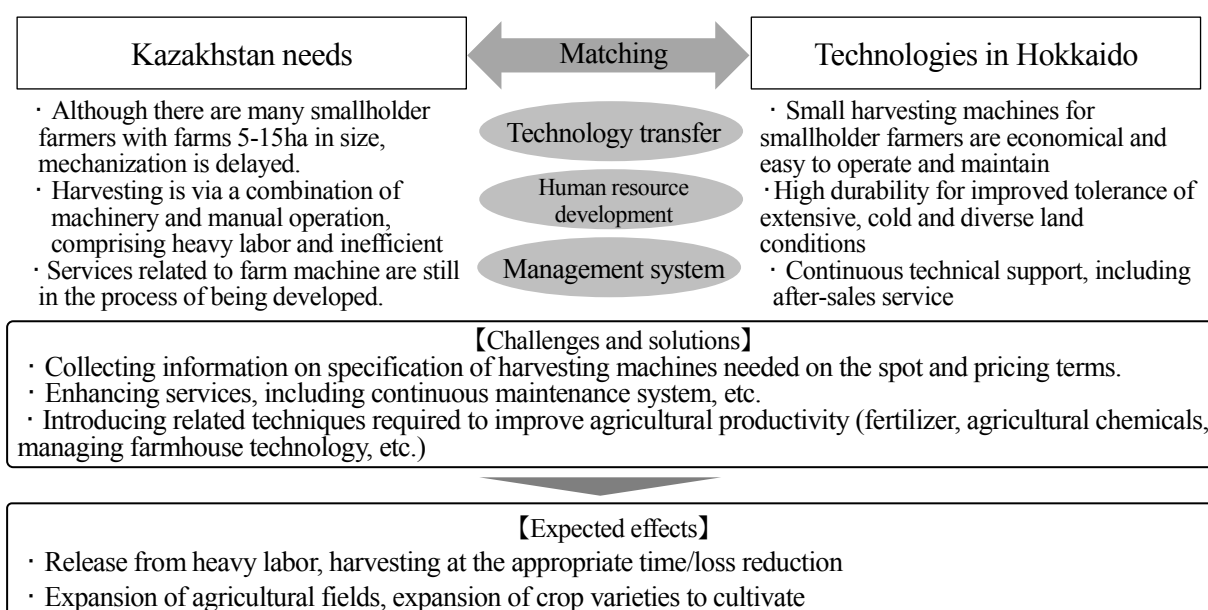 Kazakhstan needs
Matching
Technologies in Hokkaido
・Although there are many smallholder
farmers with farms 5-15ha in size,
mechanization is delayed.
・Harvesting is via a combination of
machinery and manual operation,
comprising heavy labor and inefficient
・Services related to farm machine are still
in the process of being developed.
Technology transfer
Human resource
development
Management system
・Small harvesting machines for
smallholder farmers are economical and
easy to operate and maintain
・High durability for improved tolerance of
extensive, cold and diverse land
conditions
・Continuous technical support, including
after-sales service
【Challenges and solutions】
・Collecting information on specification of harvesting machines needed on the spot and pricing terms.
・Enhancing services, including continuous maintenance system, etc.
・Introducing related techniques required to improve agricultural productivity (fertilizer, agricultural chemicals,
managing farmhouse technology, etc.)
【Expected effects】
・Release from heavy labor, harvesting at the appropriate time/loss reduction
・Expansion of agricultural fields, expansion of crop varieties to cultivate